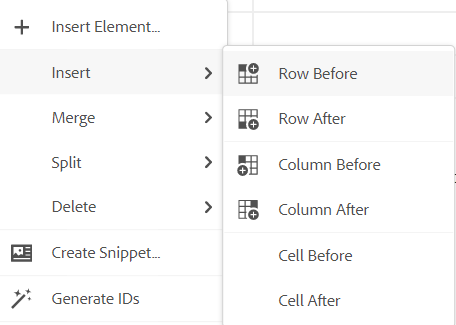 Insert Element...
Insert
Merge
Split
Delete
Create Snippet...
Generate IDs
Row Before
Row After
Column Before
Column After
Cell Before
Cell After